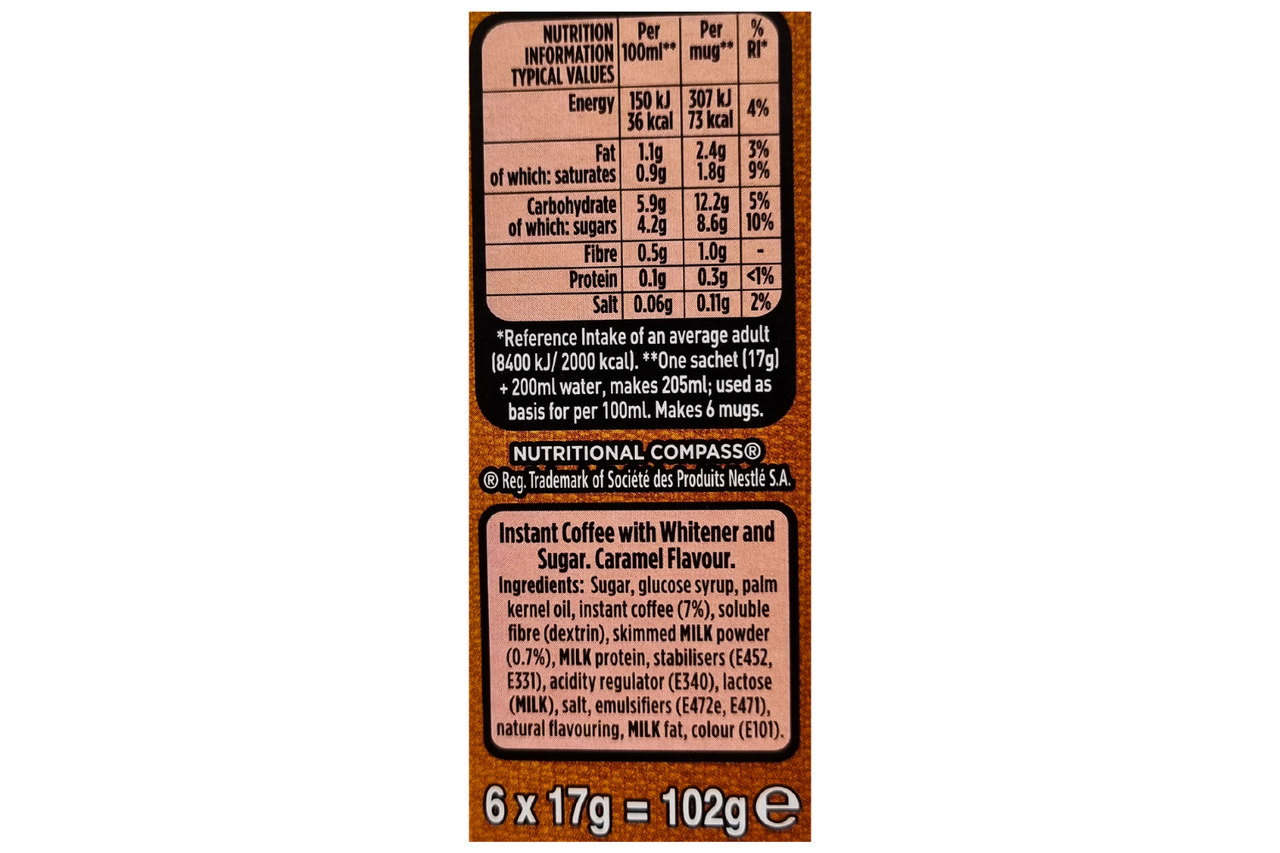 NUTRITION INFORMATION TYPICAL VALUES Per 100ml** Per mug** % RI*
Energy 150 kJ 36 kcal 307 kJ 73 kcal 4%
Fat 1.1g 2.4g 3%
of which: saturates 0.9g 1.8g 9%
Carbohydrate 5.9g 12.2g 5%
of which: sugars 4.2g 8.6g 10%
Fibre 0.5g 1.0g -
Protein 0.1g 0.3g <1%
Salt 0.06g 0.11g 2%
*Reference Intake of an average adult
(8400 kJ/ 2000 kcal). **One sachet (17g)
+ 200ml water, makes 205ml; used as
basis for per 100ml. Makes 6 mugs.
NUTRITIONAL COMPASS®
® Reg. Trademark of Société des Produits Nestlé S.A.
Instant Coffee with Whitener and
Sugar. Caramel Flavour.
Ingredients: Sugar, glucose syrup, palm
kernel oil, instant coffee (7%), soluble
fibre (dextrin), skimmed MILK powder
(0.7%), MILK protein, stabilisers (E452,
E331), acidity regulator (E340), lactose
(MILK), salt, emulsifiers (E472e, E471),
natural flavouring, MILK fat, colour (E101).
6 x 17g = 102g e